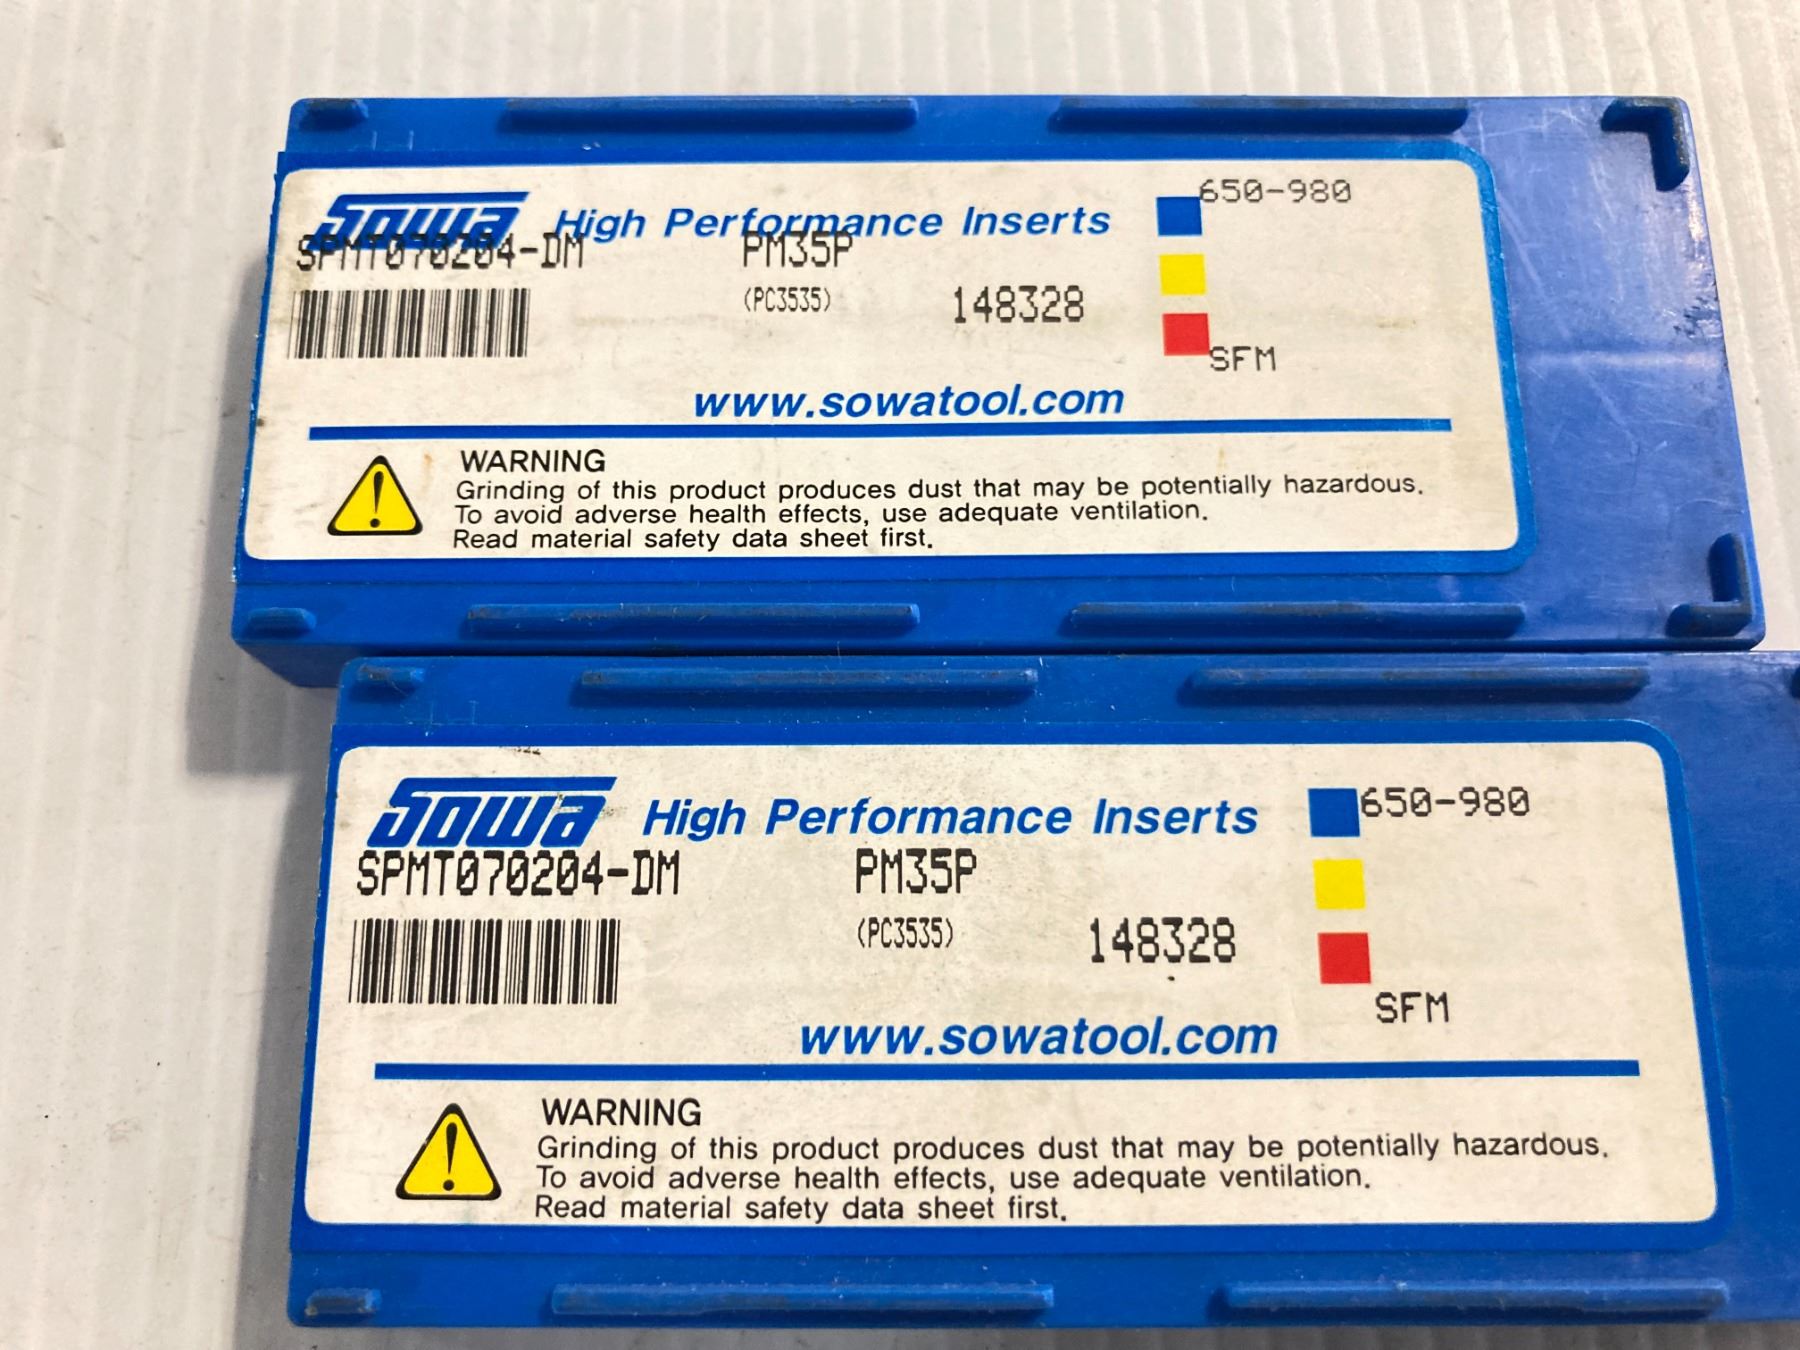 Sowa High Performance Inserts 650-980
SPMT070204-DM PM35P
(PC3535) 148328
SFM
www.sowatool.com
WARNING
Grinding of this product produces dust that may be potentially hazardous.
To avoid adverse health effects, use adequate ventilation.
Read material safety data sheet first.
Sowa High Performance Inserts 650-980
SPMT070204-DM PM35P
(PC3535) 148328
SFM
www.sowatool.com
WARNING
Grinding of this product produces dust that may be potentially hazardous.
To avoid adverse health effects, use adequate ventilation.
Read material safety data sheet first.